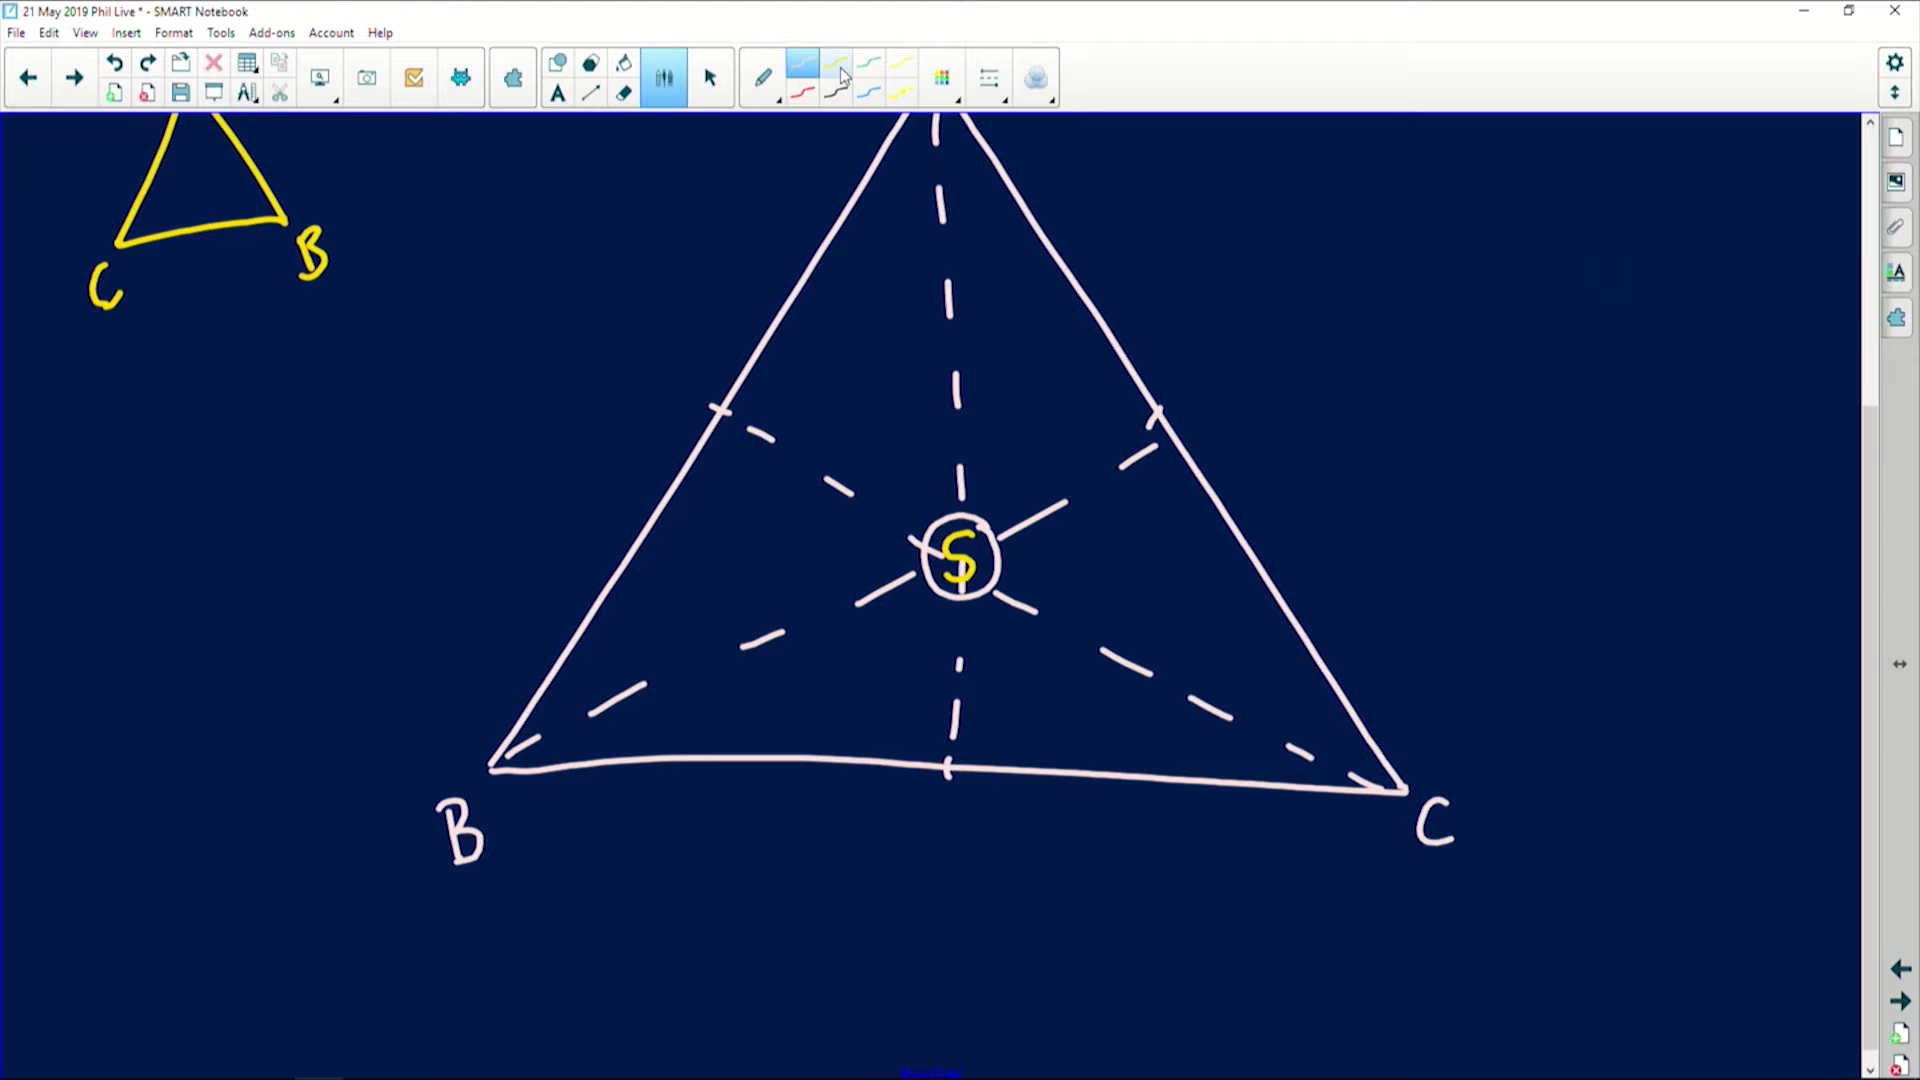 21 May 2019 Phil Live * - SMART Notebook
File Edit View Insert Format Tools Add-ons Account Help
C B
S
B C